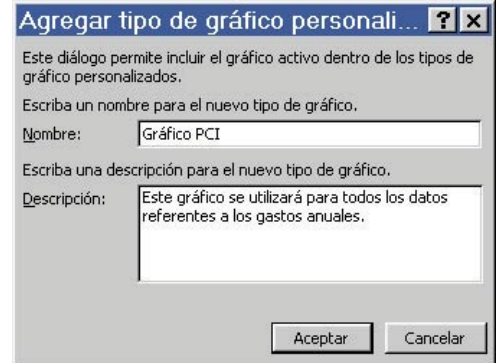 Agregar tipo de gráfico personali... ? ×
Este diálogo permite incluir el gráfico activo dentro de los tipos de
gráfico personalizados.
Escriba un nombre para el nuevo tipo de gráfico.
Nombre: Gráfico PCI
Escriba una descripción para el nuevo tipo de gráfico.
Descripción: Este gráfico se utilizará para todos los datos
referentes a los gastos anuales.
Aceptar Cancelar